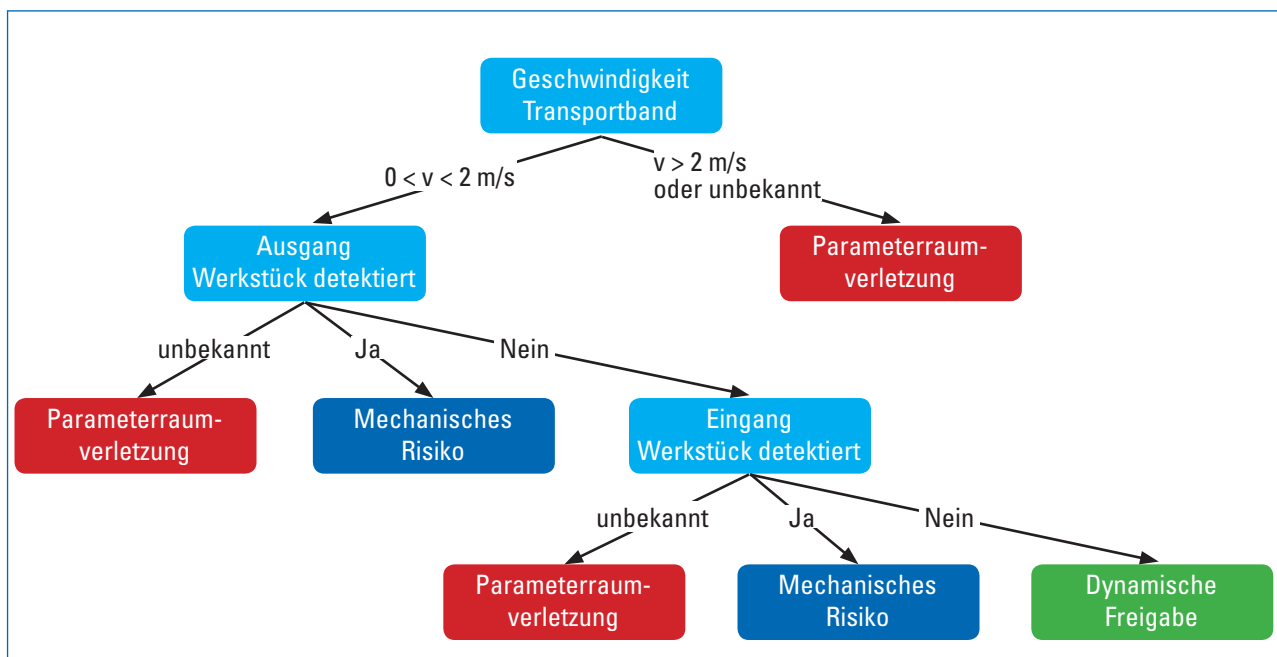 Geschwindigkeit
Transportband
0 < v < 2 m/s
v > 2 m/s
oder unbekannt
Ausgang
Werkstück detektiert
Parameterraum-
verletzung
unbekannt
Ja
Nein
Parameterraum-
verletzung
Mechanisches
Risiko
Eingang
Werkstück detektiert
unbekannt
Ja
Nein
Parameterraum-
verletzung
Mechanisches
Risiko
Dynamische
Freigabe